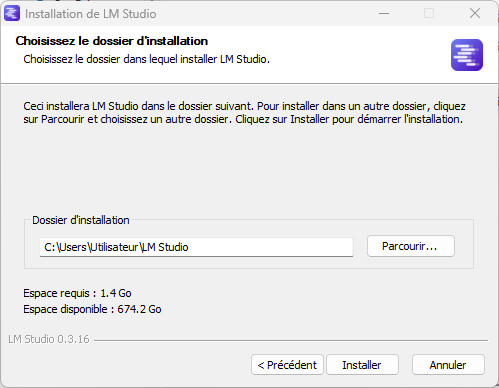 Installation de LM Studio
Choisissez le dossier d'installation
Choisissez le dossier dans lequel installer LM Studio.
Ceci installera LM Studio dans le dossier suivant. Pour installer dans un autre dossier, cliquez
sur Parcourir et choisissez un autre dossier. Cliquez sur Installer pour démarrer l'installation.
Dossier d'installation
C:\Users\Utilisateur\LM Studio
Parcourir...
Espace requis : 1.4 Go
Espace disponible : 674.2 Go
LM Studio 0.3.16
< Précédent
Installer
Annuler